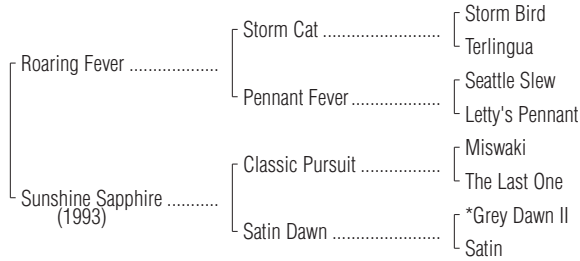 Storm Bird
Storm Cat ........................
Terlingua
Roaring Fever ..................
Seattle Slew
Pennant Fever ..................
Letty's Pennant
Miswaki
Classic Pursuit ................
The Last One
Sunshine Sapphire ..........
(1993)
*Grey Dawn II
Satin Dawn ......................
Satin